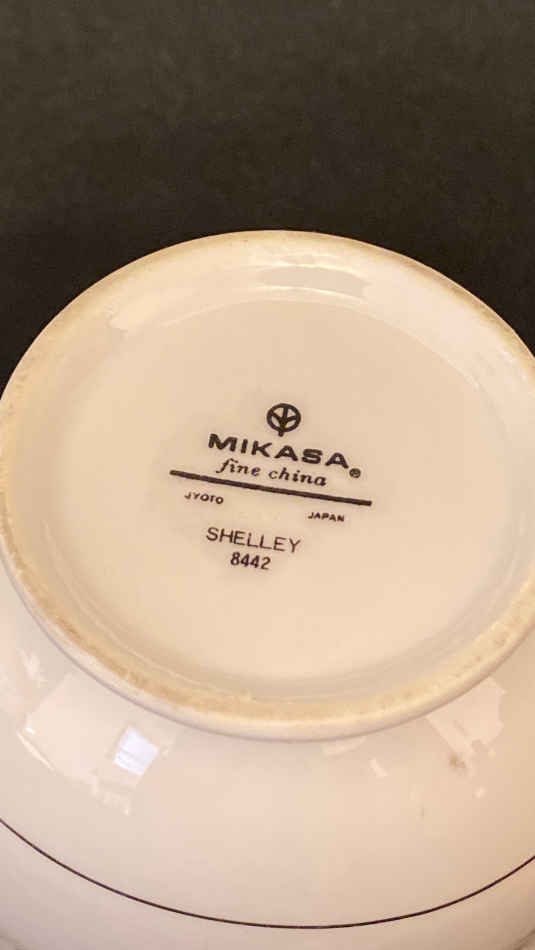 MIKASA®
fine china
JYOTO JAPAN
SHELLEY
8442